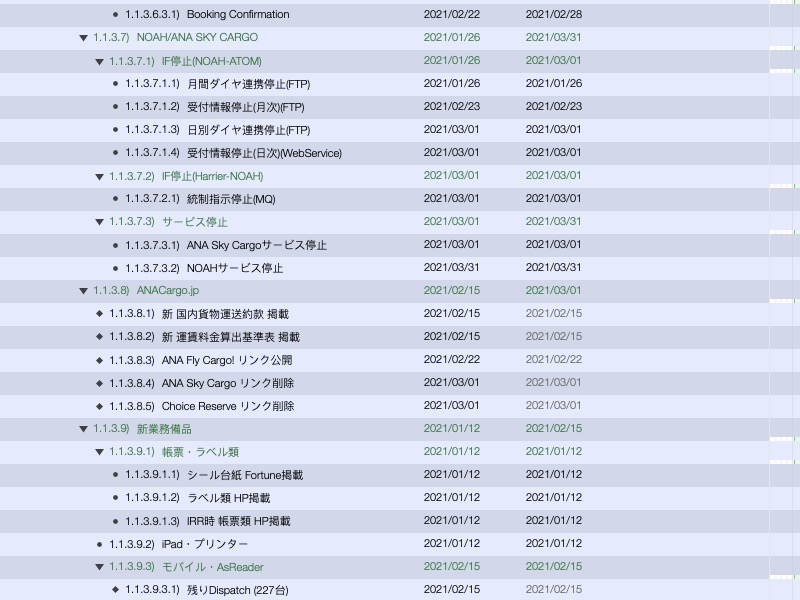 1.1.3.6.3.1) Booking Confirmation 2021/02/22 2021/02/28
1.1.3.7) NOAH/ANA SKY CARGO 2021/01/26 2021/03/31
1.1.3.7.1) IF停止(NOAH-ATOM) 2021/01/26 2021/03/01
1.1.3.7.1.1) 月間ダイヤ連携停止(FTP) 2021/01/26 2021/01/26
1.1.3.7.1.2) 受付情報停止(月次)(FTP) 2021/02/23 2021/02/23
1.1.3.7.1.3) 日別ダイヤ連携停止(FTP) 2021/03/01 2021/03/01
1.1.3.7.1.4) 受付情報停止(日次)(WebService) 2021/03/01 2021/03/01
1.1.3.7.2) IF停止(Harrier-NOAH) 2021/03/01 2021/03/01
1.1.3.7.2.1) 統制指示停止(MQ) 2021/03/01 2021/03/01
1.1.3.7.3) サービス停止 2021/03/01 2021/03/31
1.1.3.7.3.1) ANA Sky Cargoサービス停止 2021/03/01 2021/03/01
1.1.3.7.3.2) NOAHサービス停止 2021/03/31 2021/03/31
1.1.3.8) ANACargo.jp 2021/02/15 2021/03/01
1.1.3.8.1) 新 国内貨物運送約款 掲載 2021/02/15 2021/02/15
1.1.3.8.2) 新 運賃料金算出基準表 掲載 2021/02/15 2021/02/15
1.1.3.8.3) ANA Fly Cargo! リンク公開 2021/02/22 2021/02/22
1.1.3.8.4) ANA Sky Cargo リンク削除 2021/03/01 2021/03/01
1.1.3.8.5) Choice Reserve リンク削除 2021/03/01 2021/03/01
1.1.3.9) 新業務備品 2021/01/12 2021/02/15
1.1.3.9.1) 帳票・ラベル類 2021/01/12 2021/01/12
1.1.3.9.1.1) シール台紙 Fortune掲載 2021/01/12 2021/01/12
1.1.3.9.1.2) ラベル類 HP掲載 2021/01/12 2021/01/12
1.1.3.9.1.3) IRR時 帳票類 HP掲載 2021/01/12 2021/01/12
1.1.3.9.2) iPad・プリンター 2021/01/12 2021/01/12
1.1.3.9.3) モバイル・AsReader 2021/02/15 2021/02/15
1.1.3.9.3.1) 残りDispatch (227台) 2021/02/15 2021/02/15